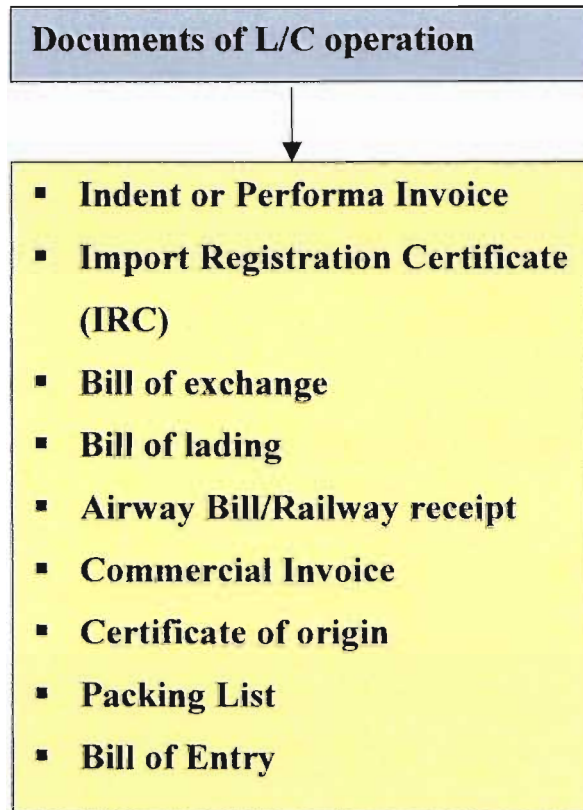 Documents of L/C operation
▪ Indent or Performa Invoice
▪ Import Registration Certificate
(IRC)
▪ Bill of exchange
▪ Bill of lading
▪ Airway Bill/Railway receipt
▪ Commercial Invoice
▪ Certificate of origin
▪ Packing List
▪ Bill of Entry